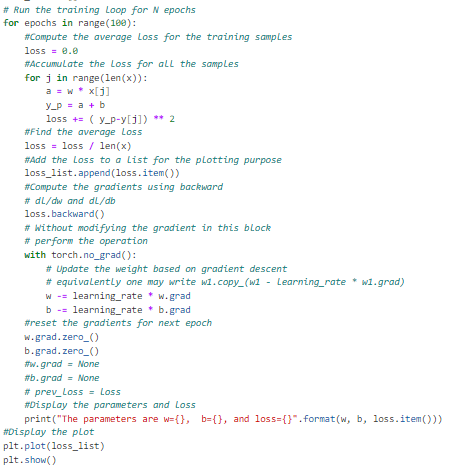 # Run the training loop for N epochs
for epochs in range(100):
    #Compute the average loss for the training samples
    loss = 0.0
    #Accumulate the loss for all the samples
    for j in range(len(x)):
        a = w * x[j]
        y_p = a + b
        loss += ( y_p-y[j]) ** 2
    #Find the average loss
    loss = loss / len(x)
    #Add the loss to a list for the plotting purpose
    loss_list.append(loss.item())
    #Compute the gradients using backward
    # dl/dw and dl/db
    loss.backward()
    # Without modifying the gradient in this block
    # perform the operation
    with torch.no_grad():
        # Update the weight based on gradient descent
        # equivalently one may write w1.copy_(w1 - learning_rate * w1.grad)
        w -= learning_rate * w.grad
        b -= learning_rate * b.grad
    #reset the gradients for next epoch
    w.grad.zero_()
    b.grad.zero_()
    #w.grad = None
    #b.grad = None
    # prev_loss = loss
    #Display the parameters and loss
    print("The parameters are w={},  b={}, and loss={}".format(w, b, loss.item()))
#Display the plot
plt.plot(loss_list)
plt.show()